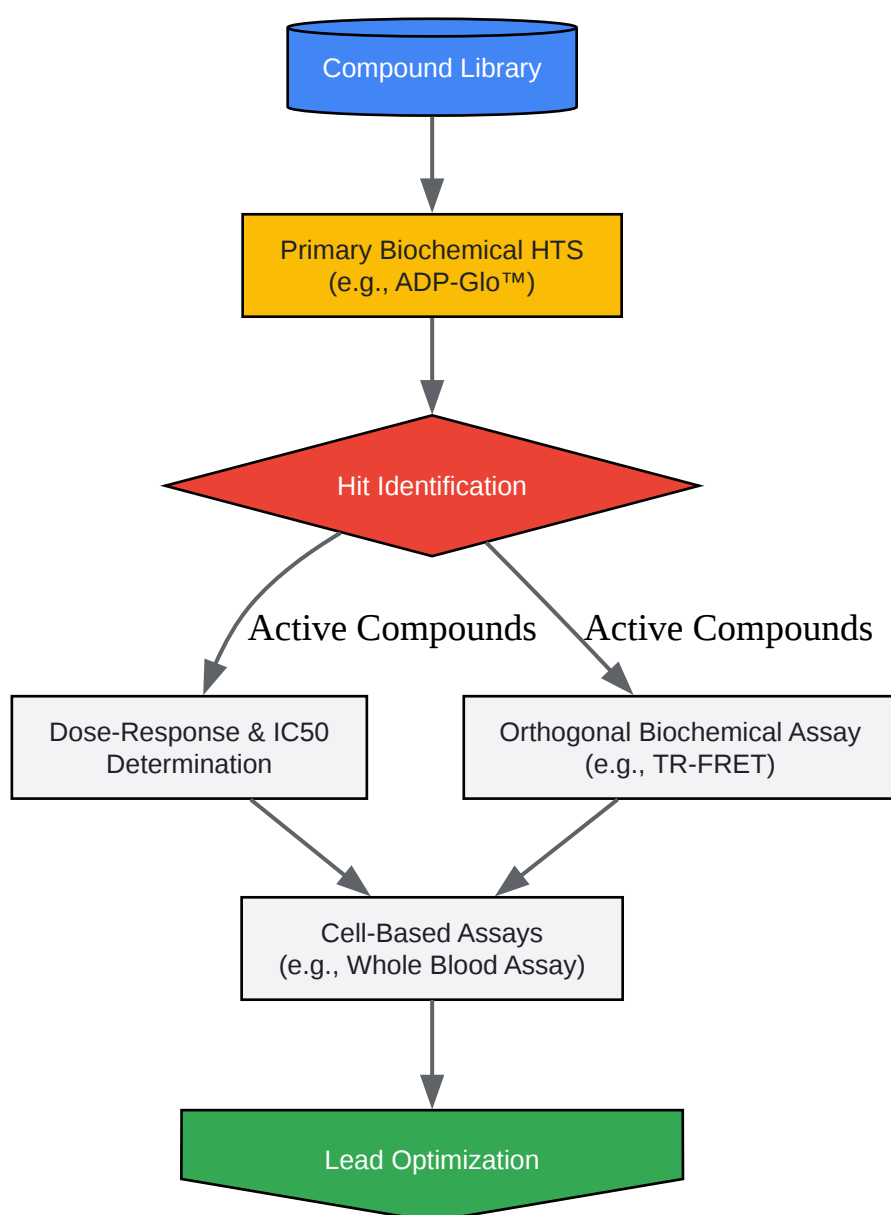 Compound Library
Primary Biochemical HTS
(e.g., ADP-Glo™)
Hit Identification
Active Compounds
Active Compounds
Dose-Response & IC50
Determination
Orthogonal Biochemical Assay
(e.g., TR-FRET)
Cell-Based Assays
(e.g., Whole Blood Assay)
Lead Optimization